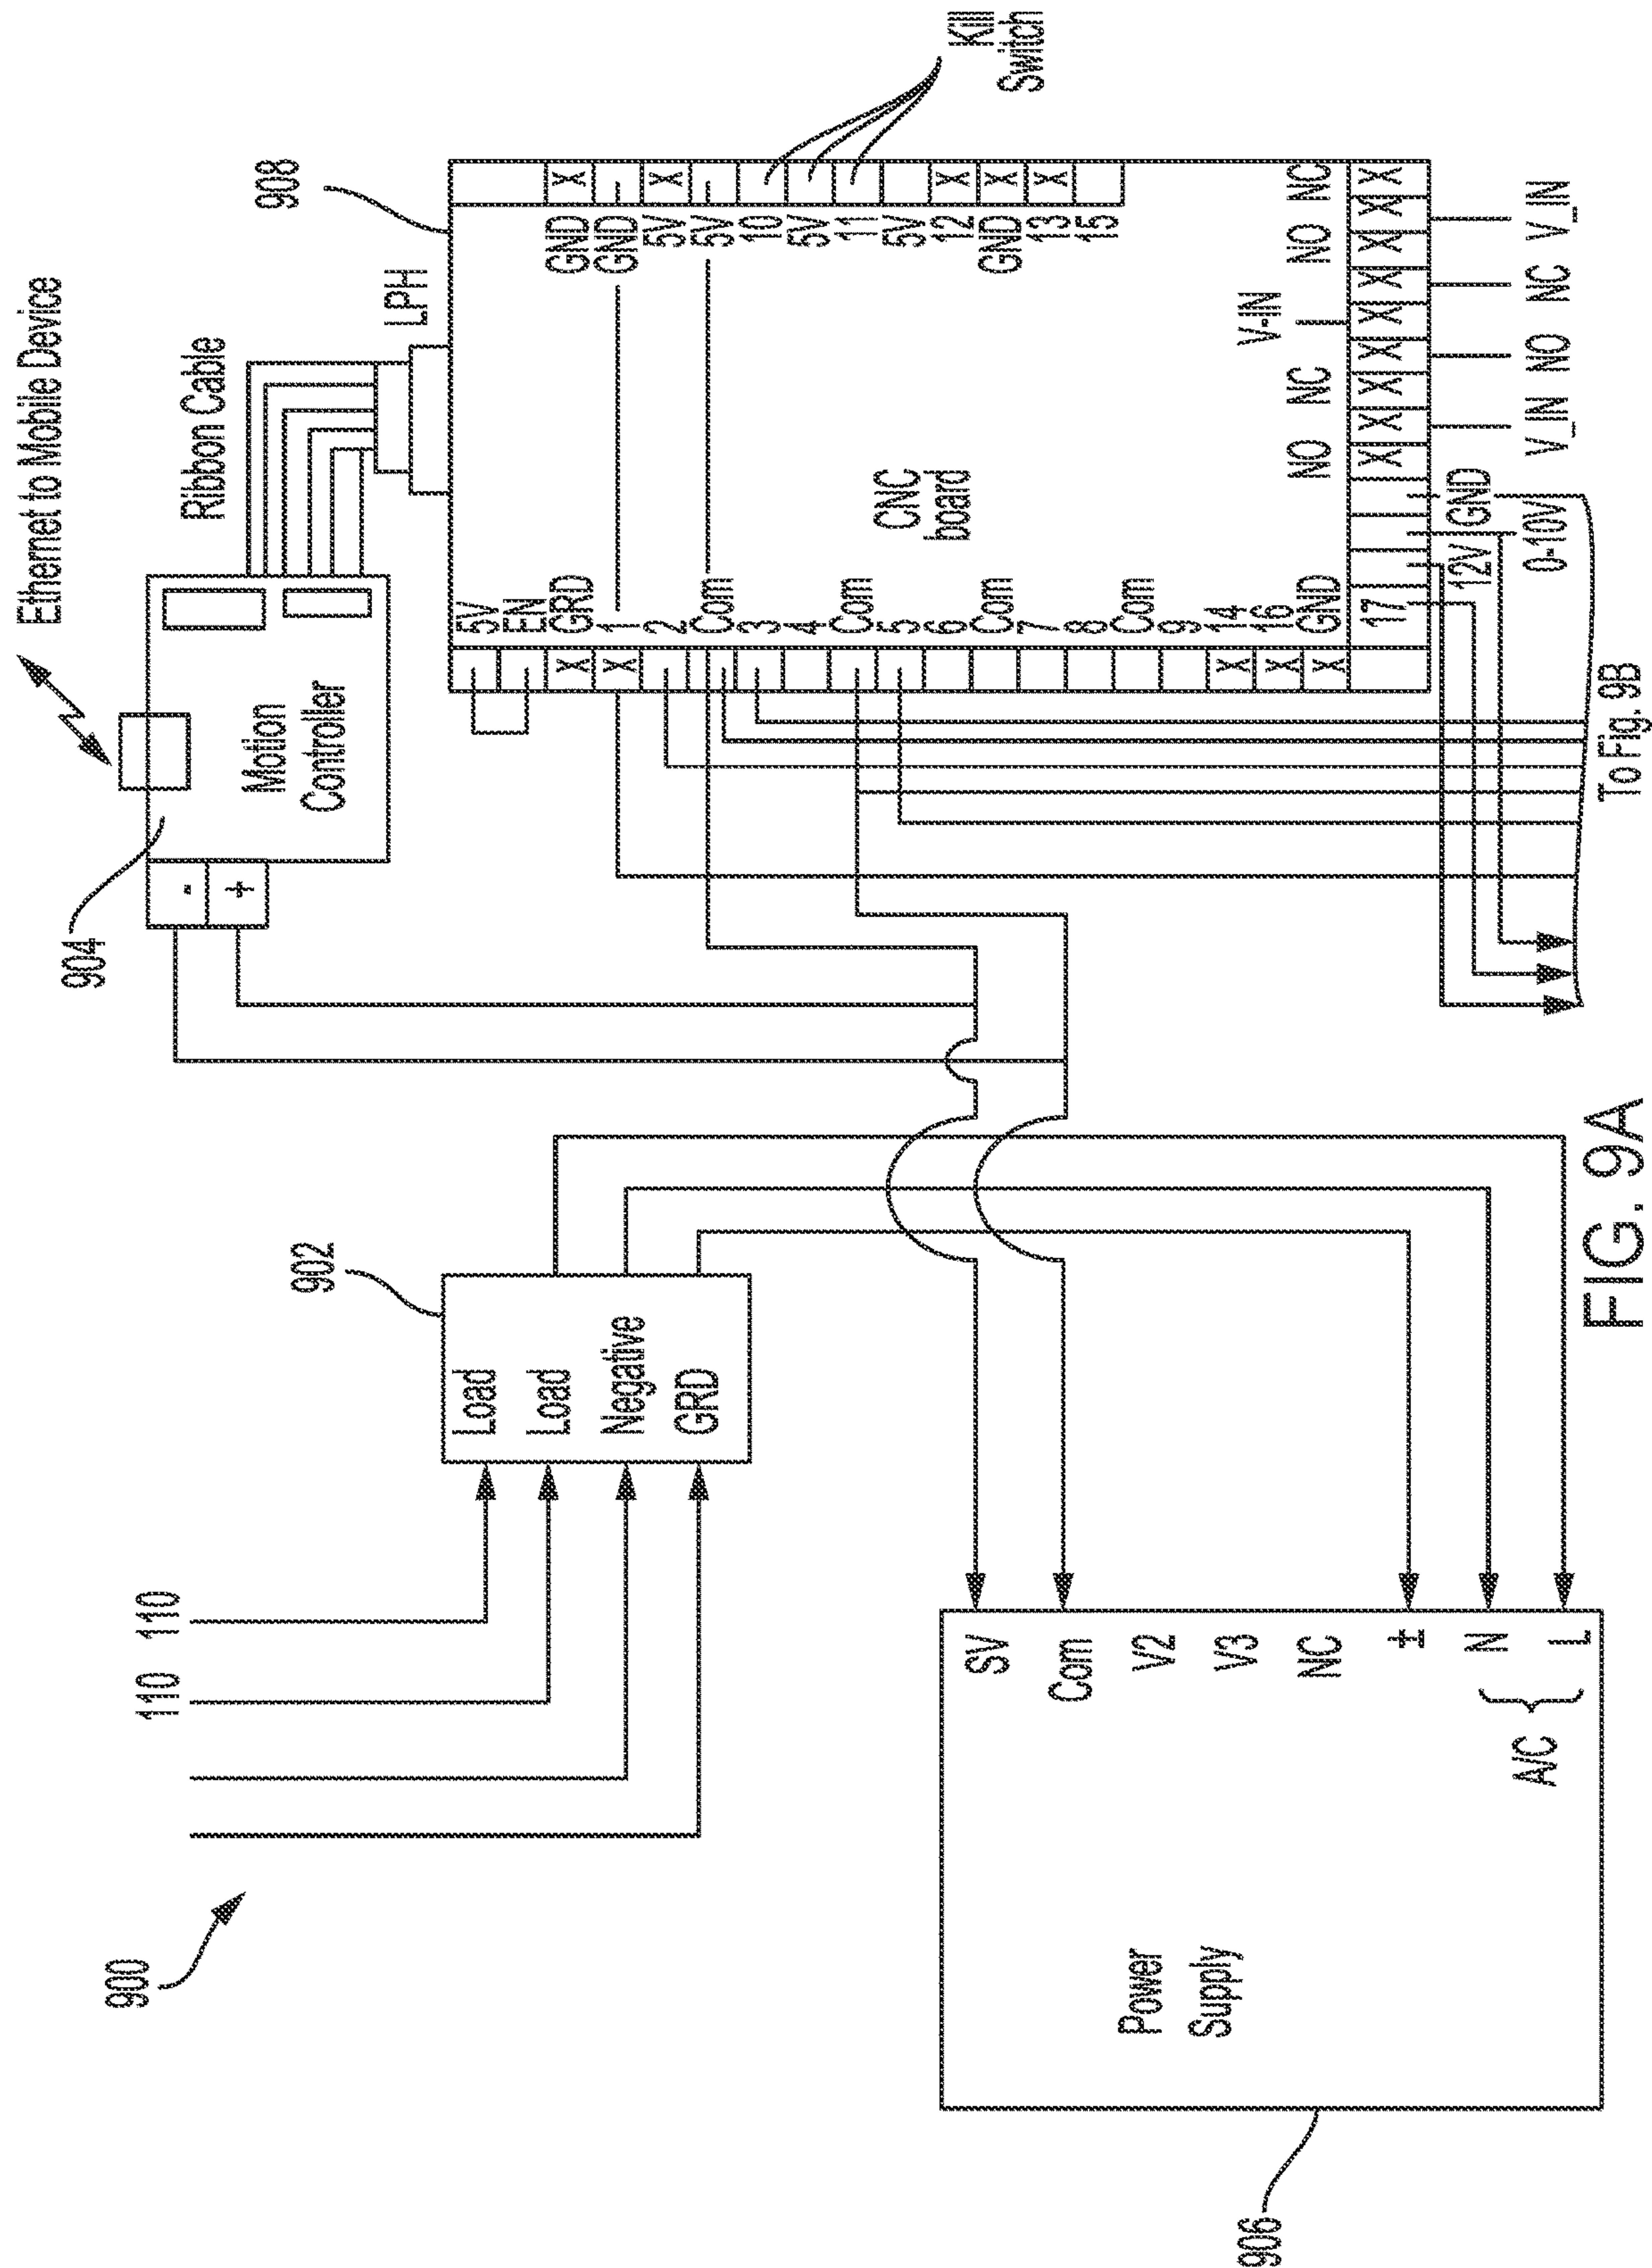 Ethernet to Mobile Device
Ribbon Cable
LPH
908
904
Motion
Controller
-
+
5V
EN
GRD
1
2
Com
3
4
Com
5
6
Com
7
8
Com
9
14
16
GND
17
X
X
X
X
X
CNC
board
GND
GND
5V
5V
10
5V
11
5V
12
GND
13
15
X
X
X
X
X
Kill
Switch
NO
NC
V-IN
NO
NC
X
X
X
X
X
X
X
X
12V
GND
0-10V
V_IN
NO
NC
V_IN
To Fig. 9B
900
110
110
902
Load
Load
Negative
GRD
906
Power
Supply
SV
Com
V2
V3
NC
±
N
L
A/C
FIG. 9A